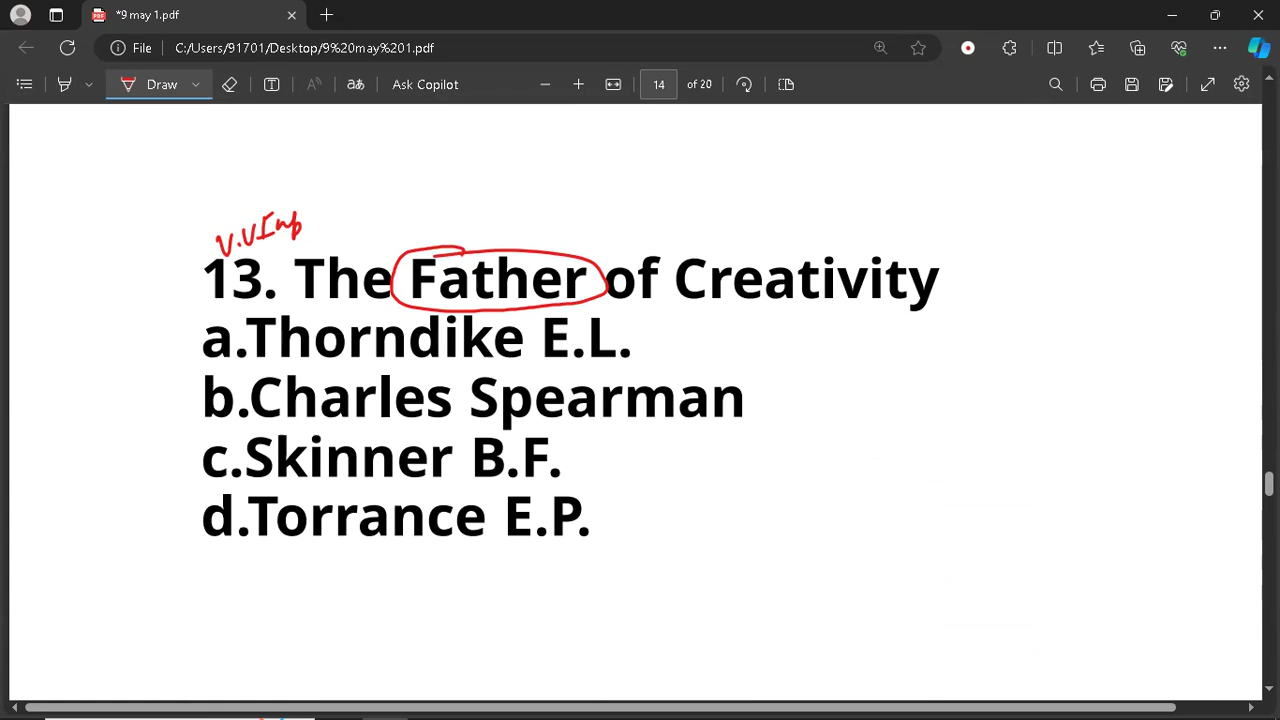 *9 may 1.pdf
File C:/Users/91701/Desktop/9%20may%201.pdf
Draw Ask Copilot 14 of 20
V.V Imp
13. The Father of Creativity
a.Thorndike E.L.
b.Charles Spearman
c.Skinner B.F.
d.Torrance E.P.